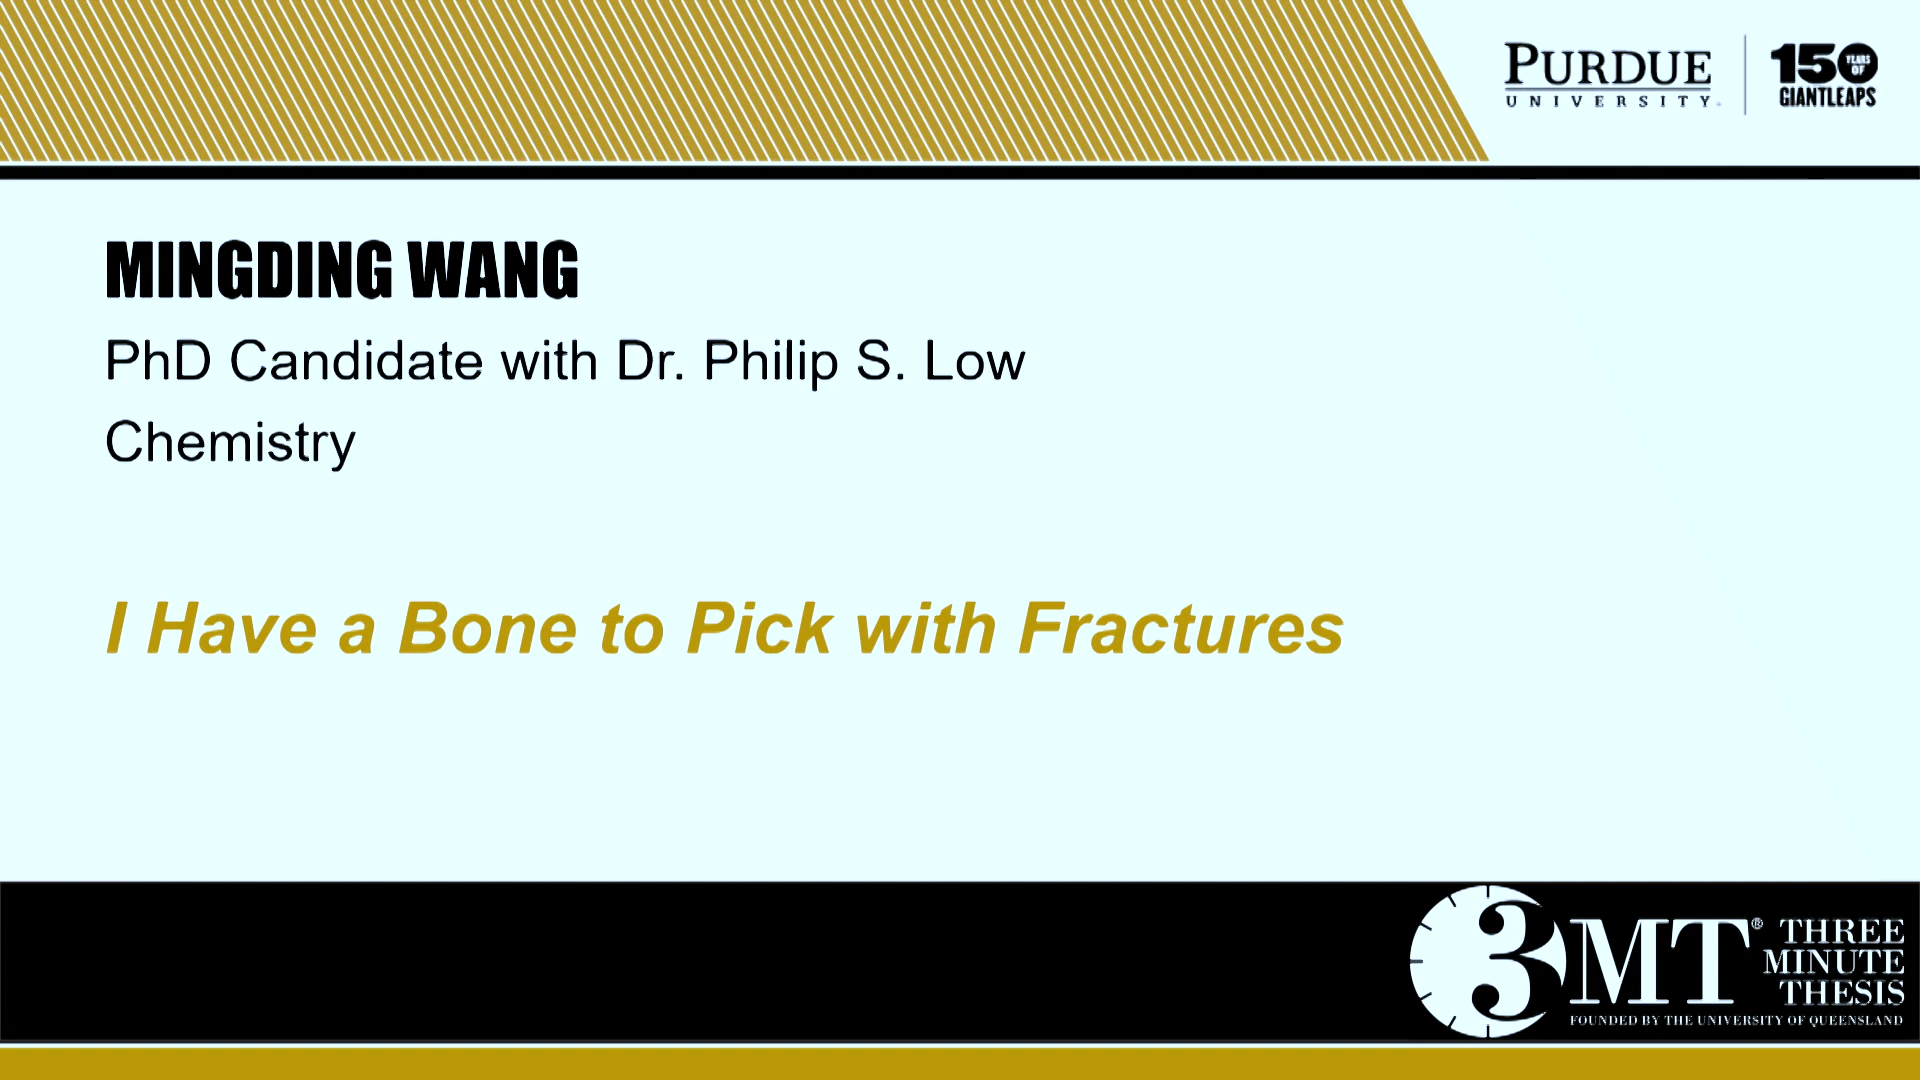 PURDUE
UNIVERSITY
150
YEARS
OF
GIANTLEAPS
MINGDING WANG
PhD Candidate with Dr. Philip S. Low
Chemistry
I Have a Bone to Pick with Fractures
3MT®
THREE
MINUTE
THESIS
FOUNDED BY THE UNIVERSITY OF QUEENSLAND